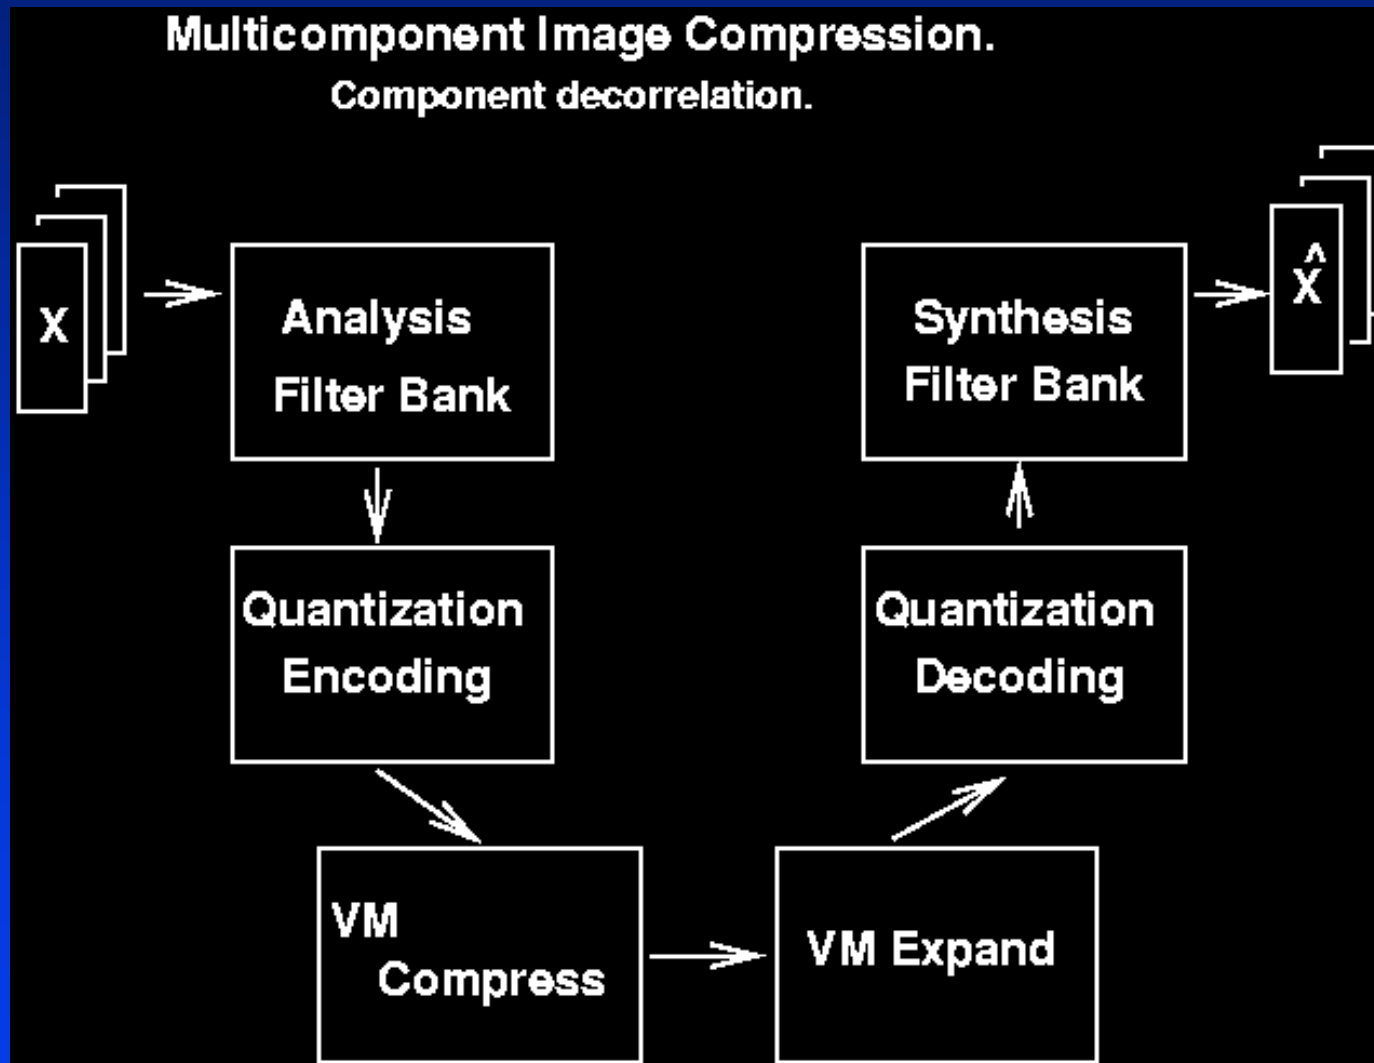 Multicomponent Image Compression.
Component decorrelation.
X
Analysis
Filter Bank
Synthesis
Filter Bank
X̂
Quantization
Encoding
Quantization
Decoding
VM
Compress
VM Expand